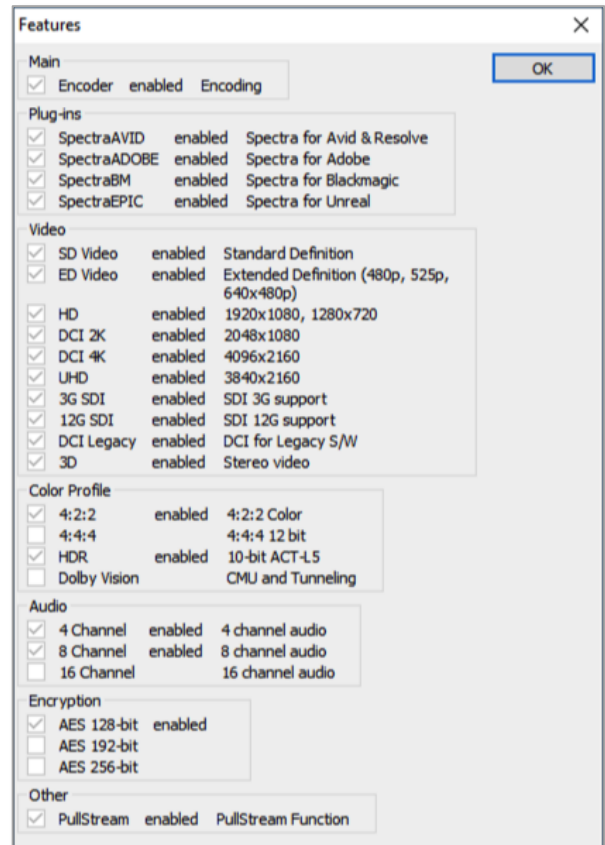 Features
OK
Main
Encoder enabled Encoding
Plug-ins
SpectraAVID enabled Spectra for Avid & Resolve
SpectraADOBE enabled Spectra for Adobe
SpectraBM enabled Spectra for Blackmagic
SpectraEPIC enabled Spectra for Unreal
Video
SD Video enabled Standard Definition
ED Video enabled Extended Definition (480p, 525p,
640x480p)
HD enabled 1920x1080, 1280x720
DCI 2K enabled 2048x1080
DCI 4K enabled 4096x2160
UHD enabled 3840x2160
3G SDI enabled SDI 3G support
12G SDI enabled SDI 12G support
DCI Legacy enabled DCI for Legacy S/W
3D enabled Stereo video
Color Profile
4:2:2 enabled 4:2:2 Color
4:4:4 4:4:4 12 bit
HDR enabled 10-bit ACT-L5
Dolby Vision CMU and Tunneling
Audio
4 Channel enabled 4 channel audio
8 Channel enabled 8 channel audio
16 Channel 16 channel audio
Encryption
AES 128-bit enabled
AES 192-bit
AES 256-bit
Other
PullStream enabled PullStream Function